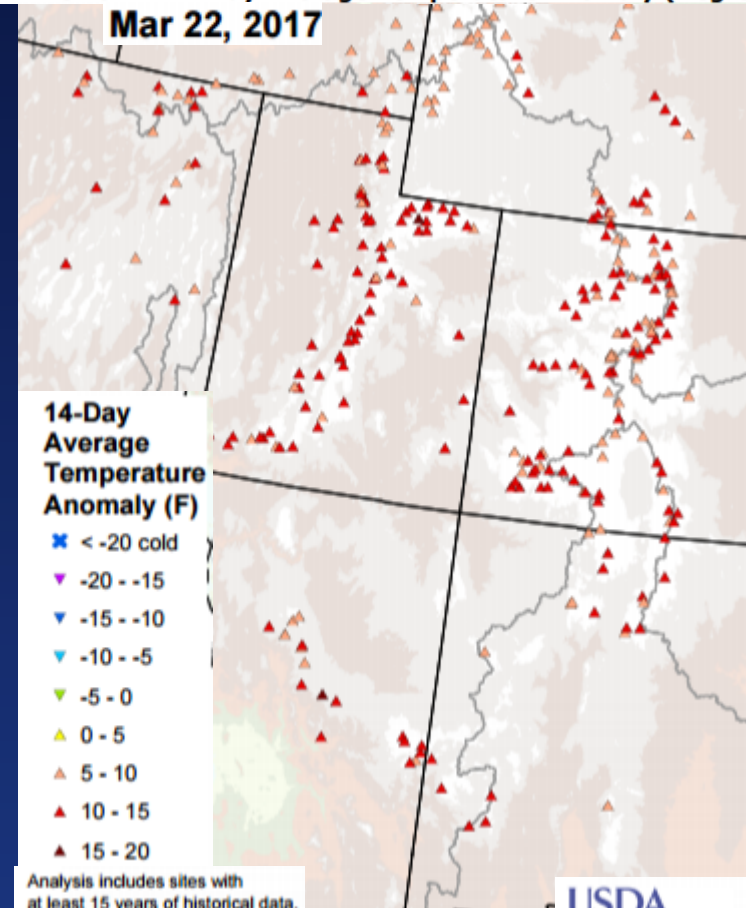 Mar 22, 2017
14-Day
Average
Temperature
Anomaly (F)
< -20 cold
-20 - -15
-15 - -10
-10 - -5
-5 - 0
0 - 5
5 - 10
10 - 15
15 - 20
Analysis includes sites with
at least 15 years of historical data.
USDA